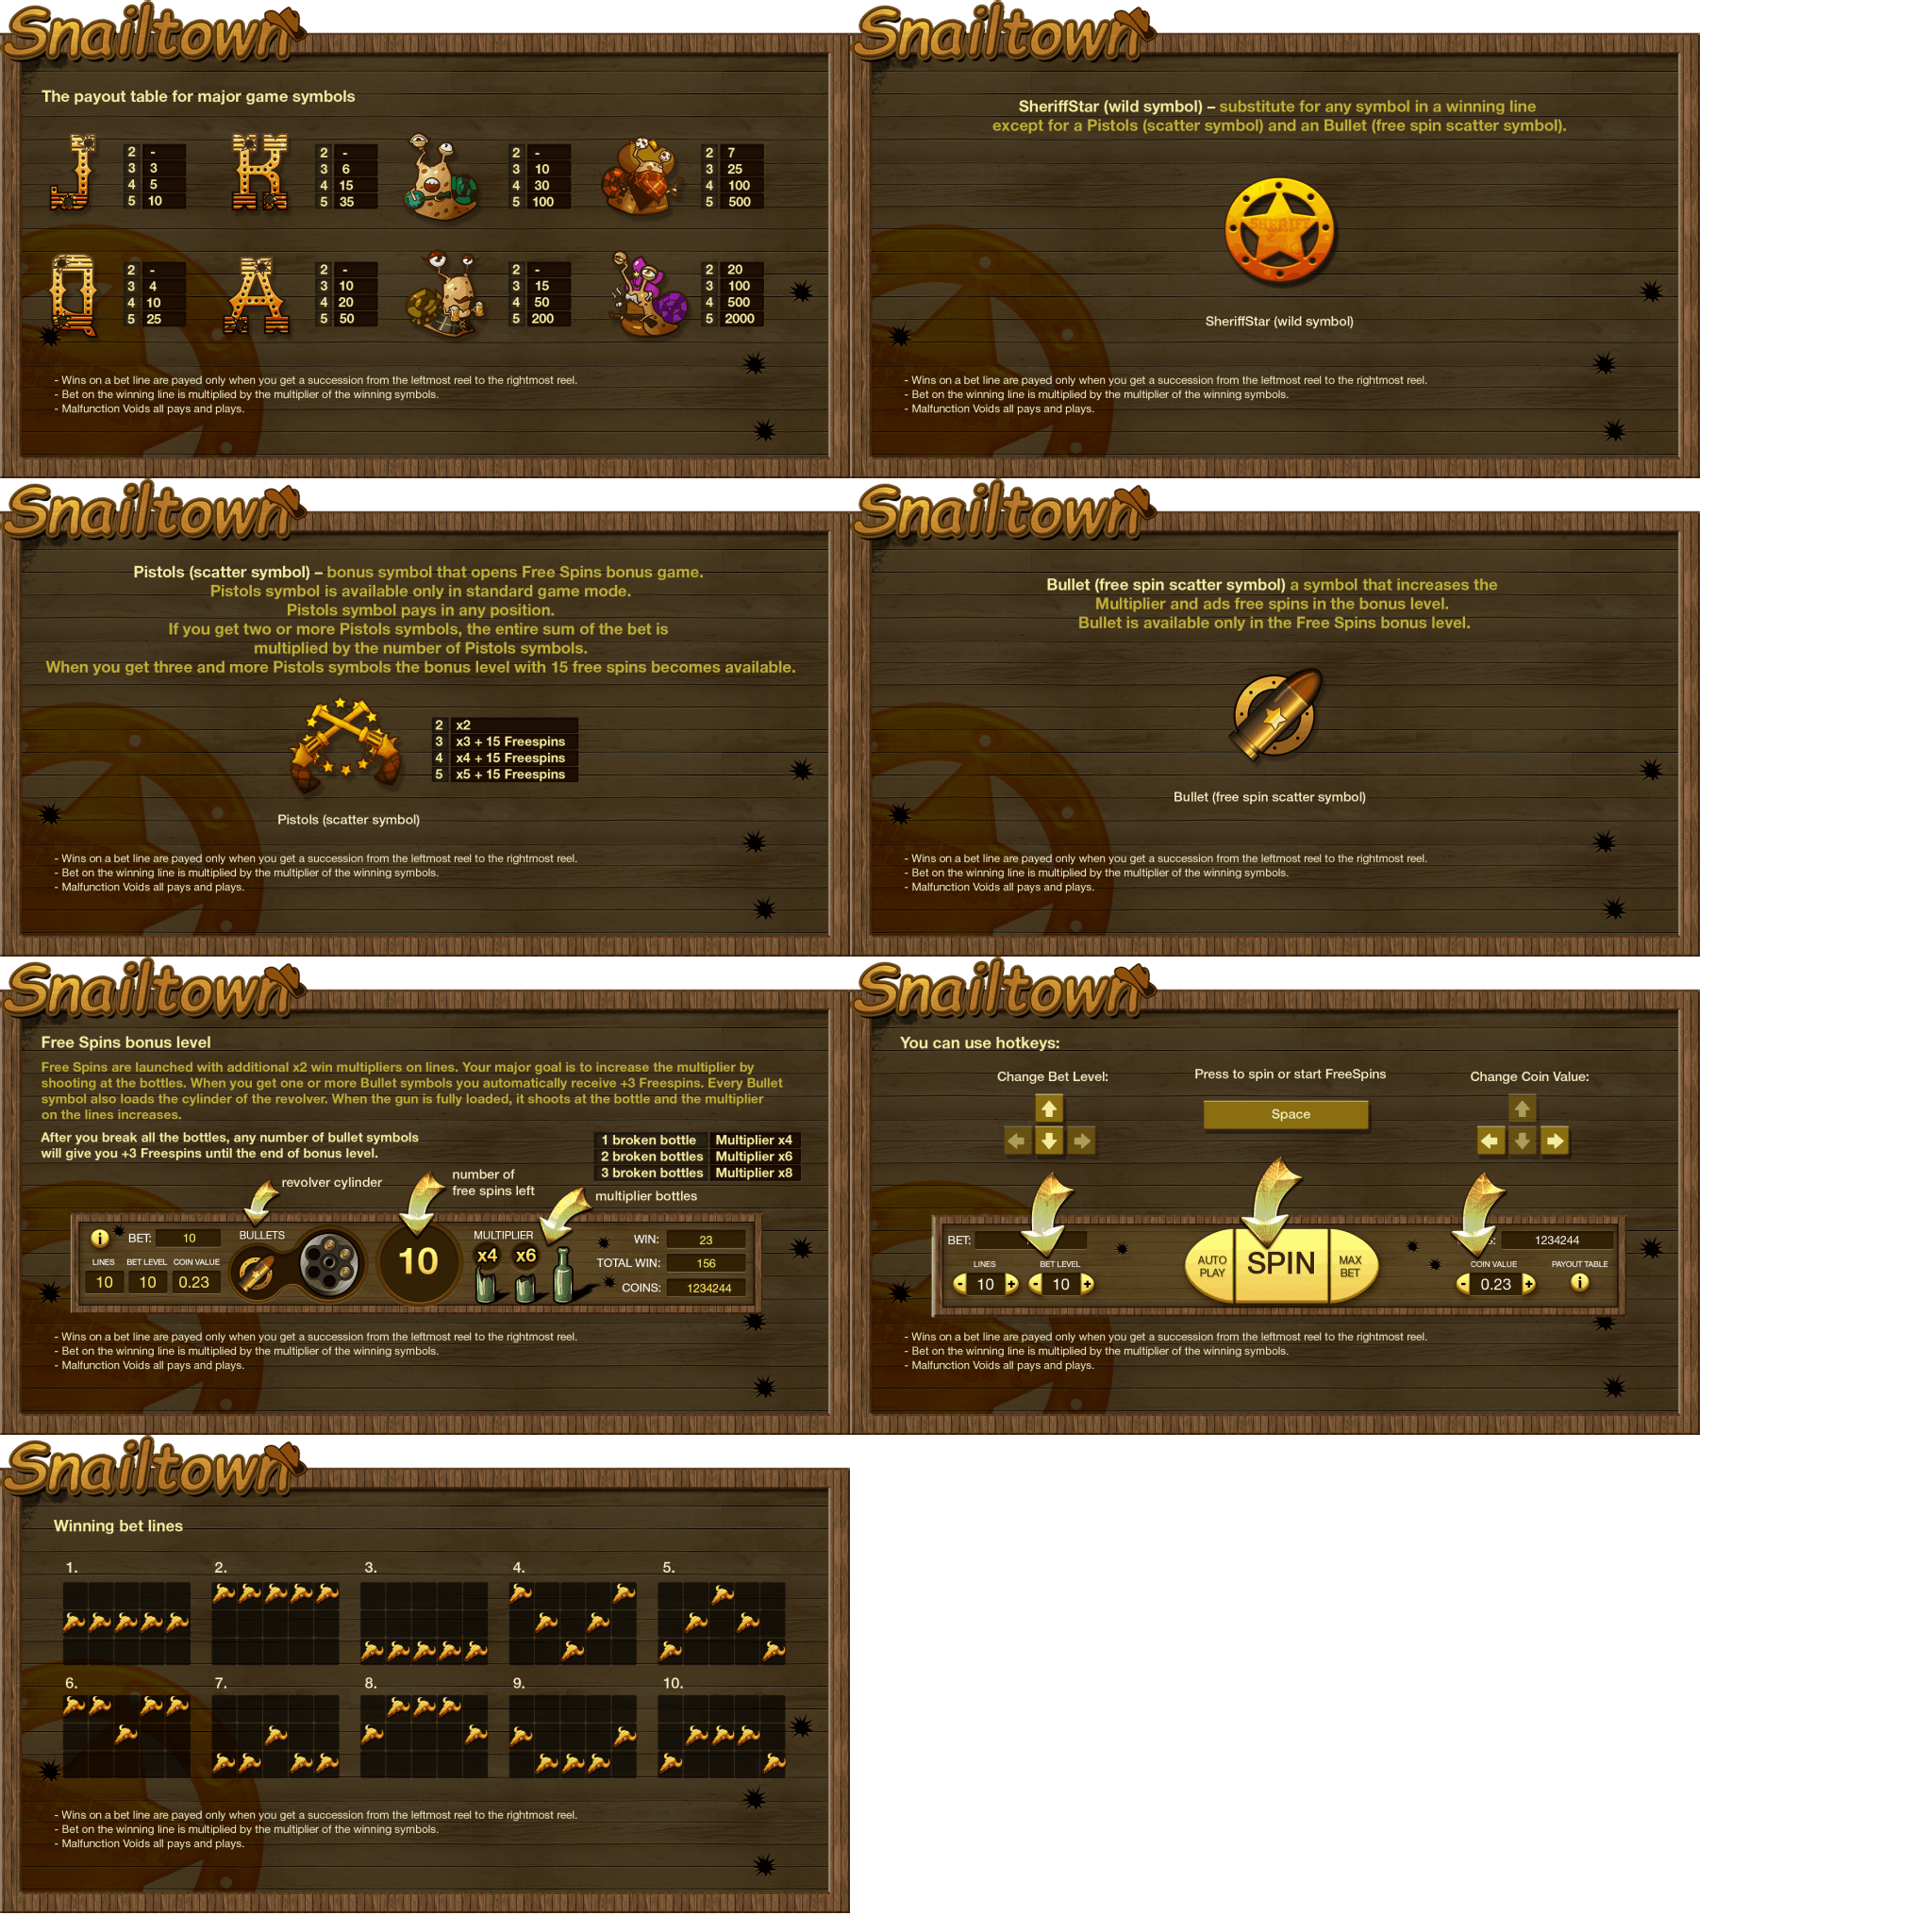 Snailtown
The payout table for major game symbols
J
2 -
3 3
4 5
5 10
K
2 -
3 6
4 15
5 35
2 -
3 10
4 30
5 100
2 7
3 25
4 100
5 500
Q
2 -
3 4
4 10
5 25
A
2 -
3 10
4 20
5 50
2 -
3 15
4 50
5 200
2 20
3 100
4 500
5 2000
- Wins on a bet line are payed only when you get a succession from the leftmost reel to the rightmost reel.
- Bet on the winning line is multiplied by the multiplier of the winning symbols.
- Malfunction Voids all pays and plays.
Snailtown
SheriffStar (wild symbol) – substitute for any symbol in a winning line
except for a Pistols (scatter symbol) and an Bullet (free spin scatter symbol).
SHERIFF
SheriffStar (wild symbol)
- Wins on a bet line are payed only when you get a succession from the leftmost reel to the rightmost reel.
- Bet on the winning line is multiplied by the multiplier of the winning symbols.
- Malfunction Voids all pays and plays.
Snailtown
Pistols (scatter symbol) – bonus symbol that opens Free Spins bonus game.
Pistols symbol is available only in standard game mode.
Pistols symbol pays in any position.
If you get two or more Pistols symbols, the entire sum of the bet is
multiplied by the number of Pistols symbols.
When you get three and more Pistols symbols the bonus level with 15 free spins becomes available.
2 x2
3 x3 + 15 Freespins
4 x4 + 15 Freespins
5 x5 + 15 Freespins
Pistols (scatter symbol)
- Wins on a bet line are payed only when you get a succession from the leftmost reel to the rightmost reel.
- Bet on the winning line is multiplied by the multiplier of the winning symbols.
- Malfunction Voids all pays and plays.
Snailtown
Bullet (free spin scatter symbol) a symbol that increases the
Multiplier and ads free spins in the bonus level.
Bullet is available only in the Free Spins bonus level.
Bullet (free spin scatter symbol)
- Wins on a bet line are payed only when you get a succession from the leftmost reel to the rightmost reel.
- Bet on the winning line is multiplied by the multiplier of the winning symbols.
- Malfunction Voids all pays and plays.
Snailtown
Free Spins bonus level
Free Spins are launched with additional x2 win multipliers on lines. Your major goal is to increase the multiplier by
shooting at the bottles. When you get one or more Bullet symbols you automatically receive +3 Freespins. Every Bullet
symbol also loads the cylinder of the revolver. When the gun is fully loaded, it shoots at the bottle and the multiplier
on the lines increases.
After you break all the bottles, any number of bullet symbols
will give you +3 Freespins until the end of bonus level.
1 broken bottle Multiplier x4
2 broken bottles Multiplier x6
3 broken bottles Multiplier x8
revolver cylinder
number of
free spins left
multiplier bottles
i BET: 10
LINES BET LEVEL COIN VALUE
10 10 0.23
BULLETS
10
MULTIPLIER
x4 x6
WIN: 23
TOTAL WIN: 156
COINS: 1234244
- Wins on a bet line are payed only when you get a succession from the leftmost reel to the rightmost reel.
- Bet on the winning line is multiplied by the multiplier of the winning symbols.
- Malfunction Voids all pays and plays.
Snailtown
You can use hotkeys:
Change Bet Level:
Press to spin or start FreeSpins
Change Coin Value:
Space
BET:
LINES BET LEVEL
- 10 + - 10 +
AUTO
PLAY
SPIN
MAX
BET
1234244
COIN VALUE PAYOUT TABLE
- 0.23 + i
- Wins on a bet line are payed only when you get a succession from the leftmost reel to the rightmost reel.
- Bet on the winning line is multiplied by the multiplier of the winning symbols.
- Malfunction Voids all pays and plays.
Snailtown
Winning bet lines
1. 2. 3. 4. 5.
6. 7. 8. 9. 10.
- Wins on a bet line are payed only when you get a succession from the leftmost reel to the rightmost reel.
- Bet on the winning line is multiplied by the multiplier of the winning symbols.
- Malfunction Voids all pays and plays.